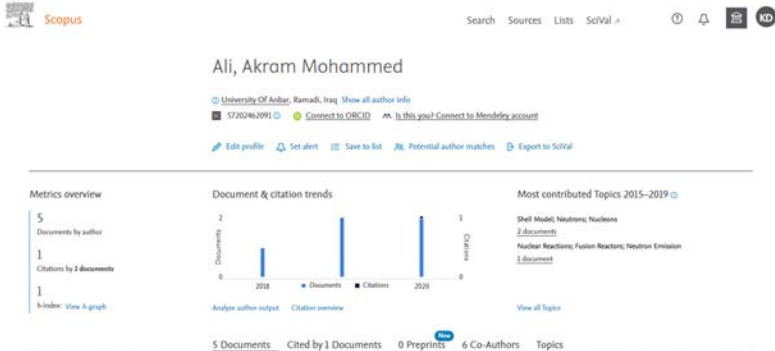 Scopus
Search Sources Lists SciVal
KD
Ali, Akram Mohammed
University Of Anbar, Ramadi, Iraq Show all author info
57202462091 Connect to ORCID Is this you? Connect to Mendeley account
Edit profile Set alert Save to list Potential author matches Export to SciVal
Metrics overview
5
Documents by author
1
Citations by 1 documents
1
h-index: View h-graph
Document & citation trends
2 1
Documents
Citations
0 0
2018 Documents Citations 2020
Analyze author output Citation overview
Most contributed Topics 2015–2019
Shell Model; Neutrons; Nucleons
2 documents
Nuclear Reactions; Fusion Reactors; Neutron Emission
1 document
View all Topics
New
5 Documents Cited by 1 Documents 0 Preprints 6 Co-Authors Topics